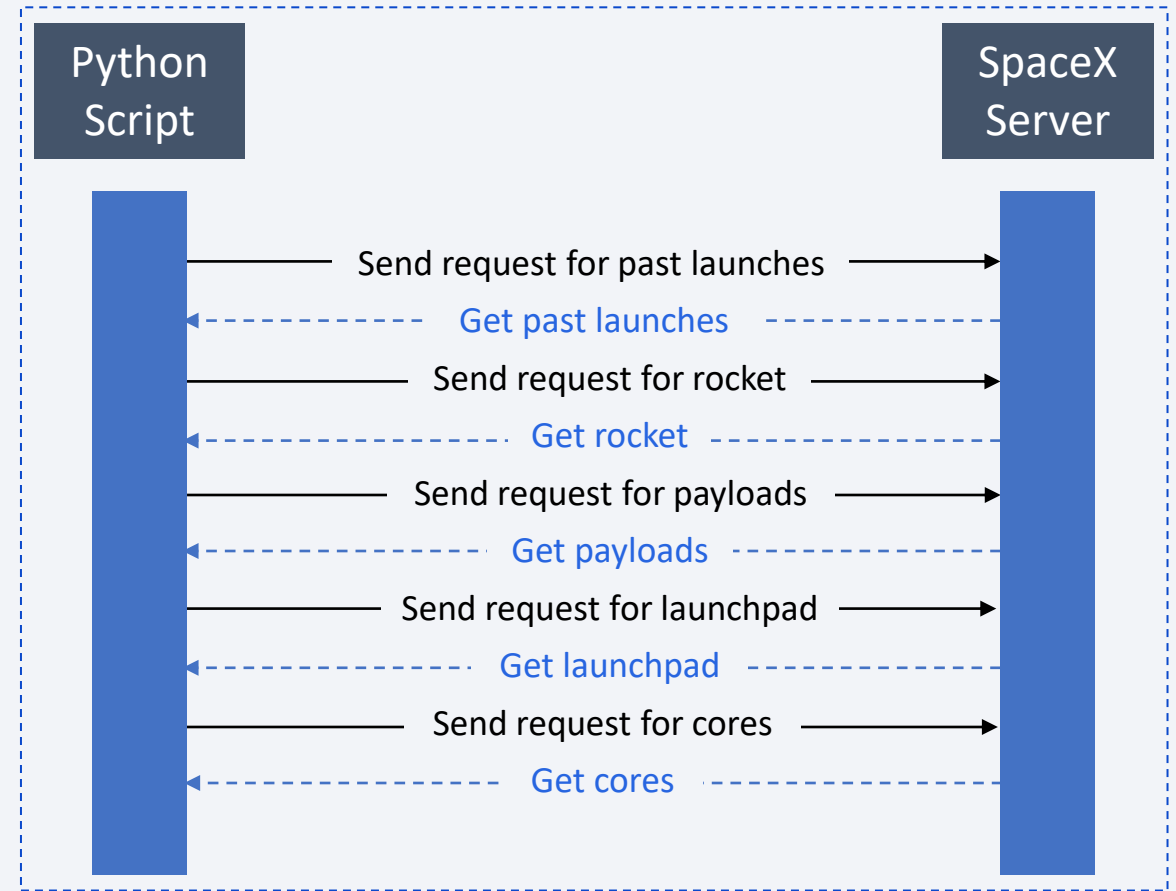 Python
Script
SpaceX
Server
Send request for past launches
Get past launches
Send request for rocket
Get rocket
Send request for payloads
Get payloads
Send request for launchpad
Get launchpad
Send request for cores
Get cores